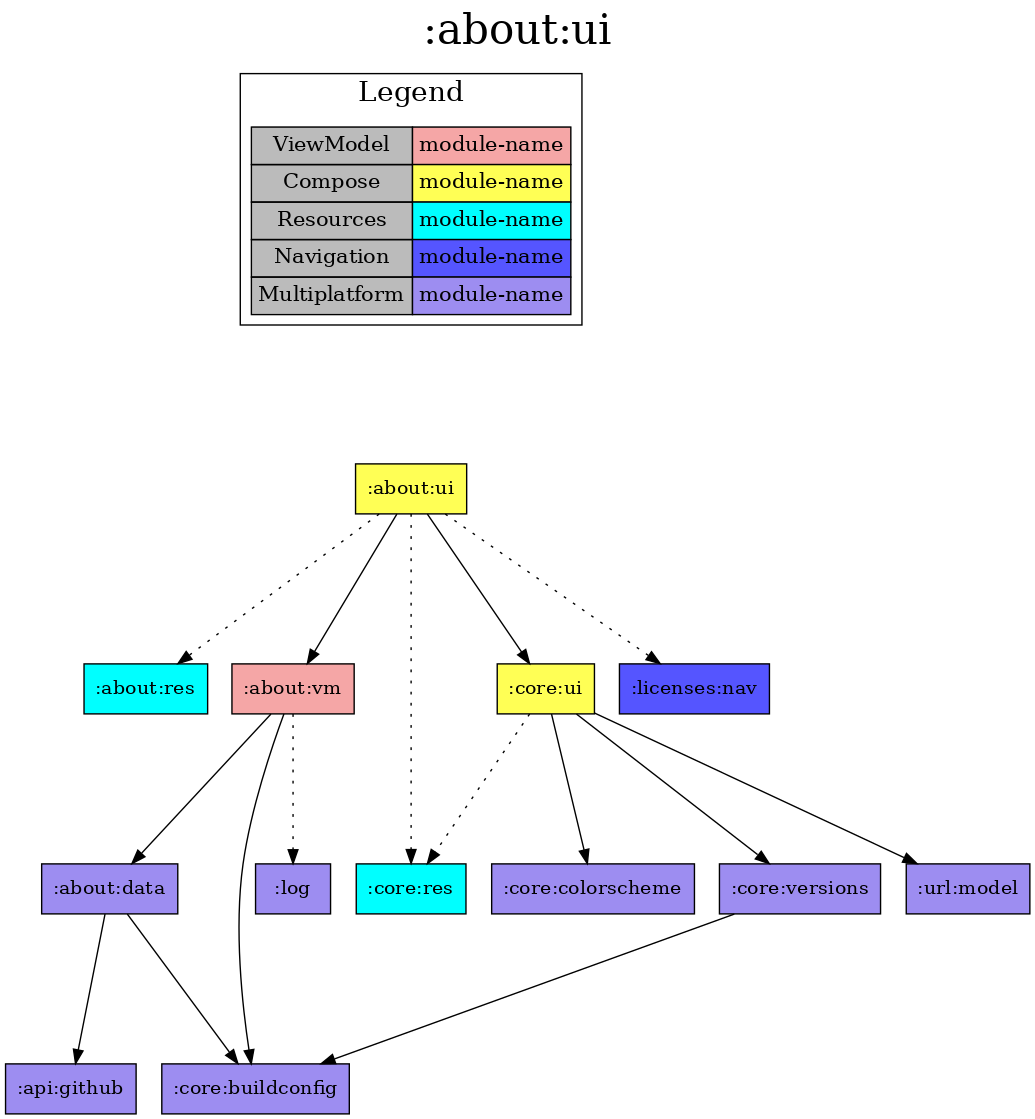 :about:ui
Legend
ViewModel module-name
Compose module-name
Resources module-name
Navigation module-name
Multiplatform module-name
:about:ui
:about:res :about:vm :core:ui :licenses:nav
:about:data :log :core:res :core:colorscheme :core:versions :url:model
:api:github :core:buildconfig